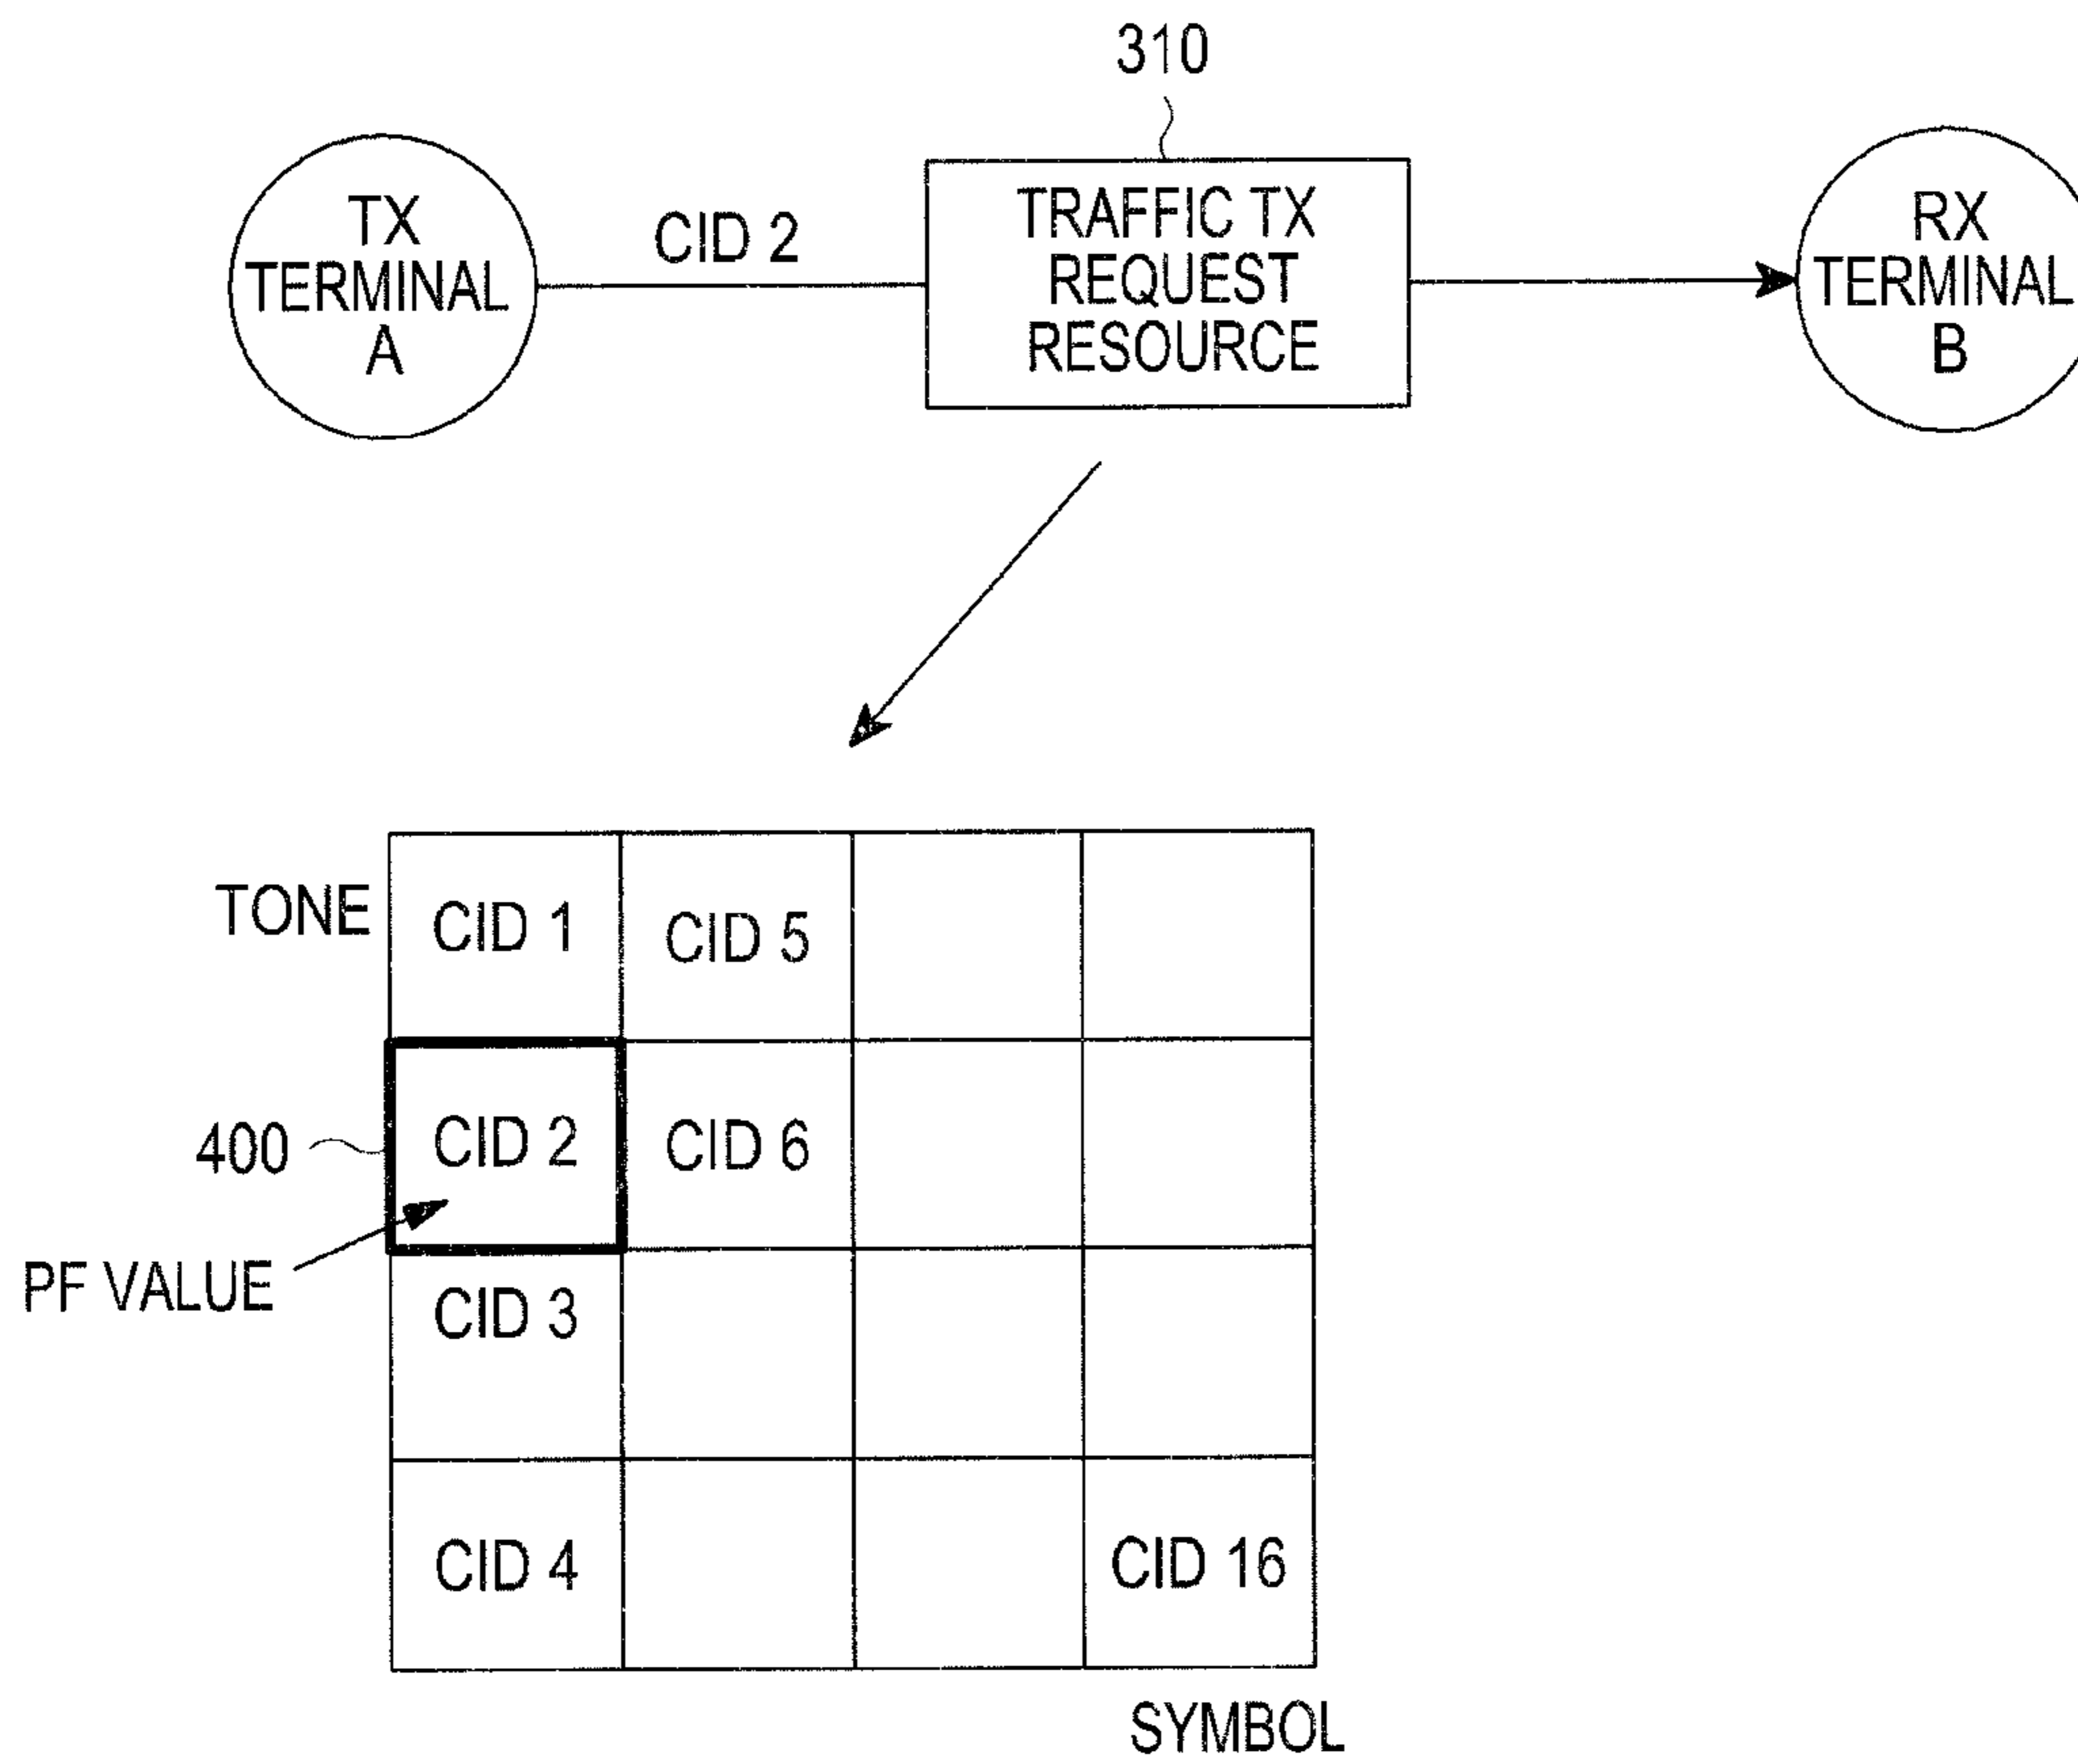 310
TX
TERMINAL
A
CID 2
TRAFFIC TX
REQUEST
RESOURCE
RX
TERMINAL
B
TONE
CID 1
CID 5
400
CID 2
CID 6
PF VALUE
CID 3
CID 4
CID 16
SYMBOL